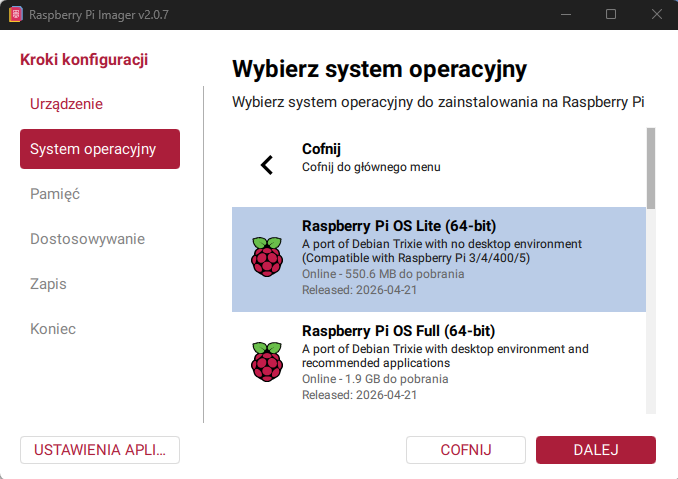 Raspberry Pi Imager v2.0.7
Kroki konfiguracji
Urządzenie
System operacyjny
Pamięć
Dostosowywanie
Zapis
Koniec
USTAWIENIA APLI...
Wybierz system operacyjny
Wybierz system operacyjny do zainstalowania na Raspberry Pi
Cofnij
Cofnij do głównego menu
Raspberry Pi OS Lite (64-bit)
A port of Debian Trixie with no desktop environment
(Compatible with Raspberry Pi 3/4/400/5)
Online - 550.6 MB do pobrania
Released: 2026-04-21
Raspberry Pi OS Full (64-bit)
A port of Debian Trixie with desktop environment and
recommended applications
Online - 1.9 GB do pobrania
Released: 2026-04-21
COFNIJ
DALEJ